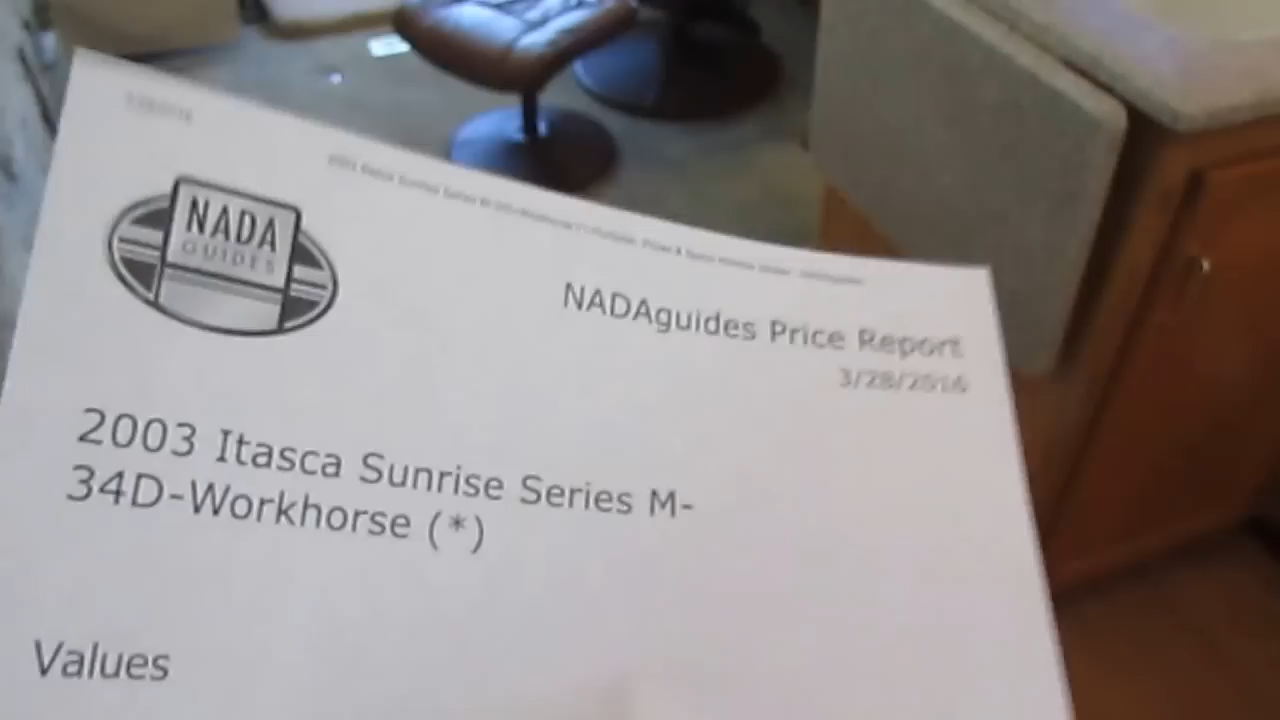 NADA
GUIDES
NADAguides Price Report
3/28/2016
2003 Itasca Sunrise Series M-
34D-Workhorse (*)
Values